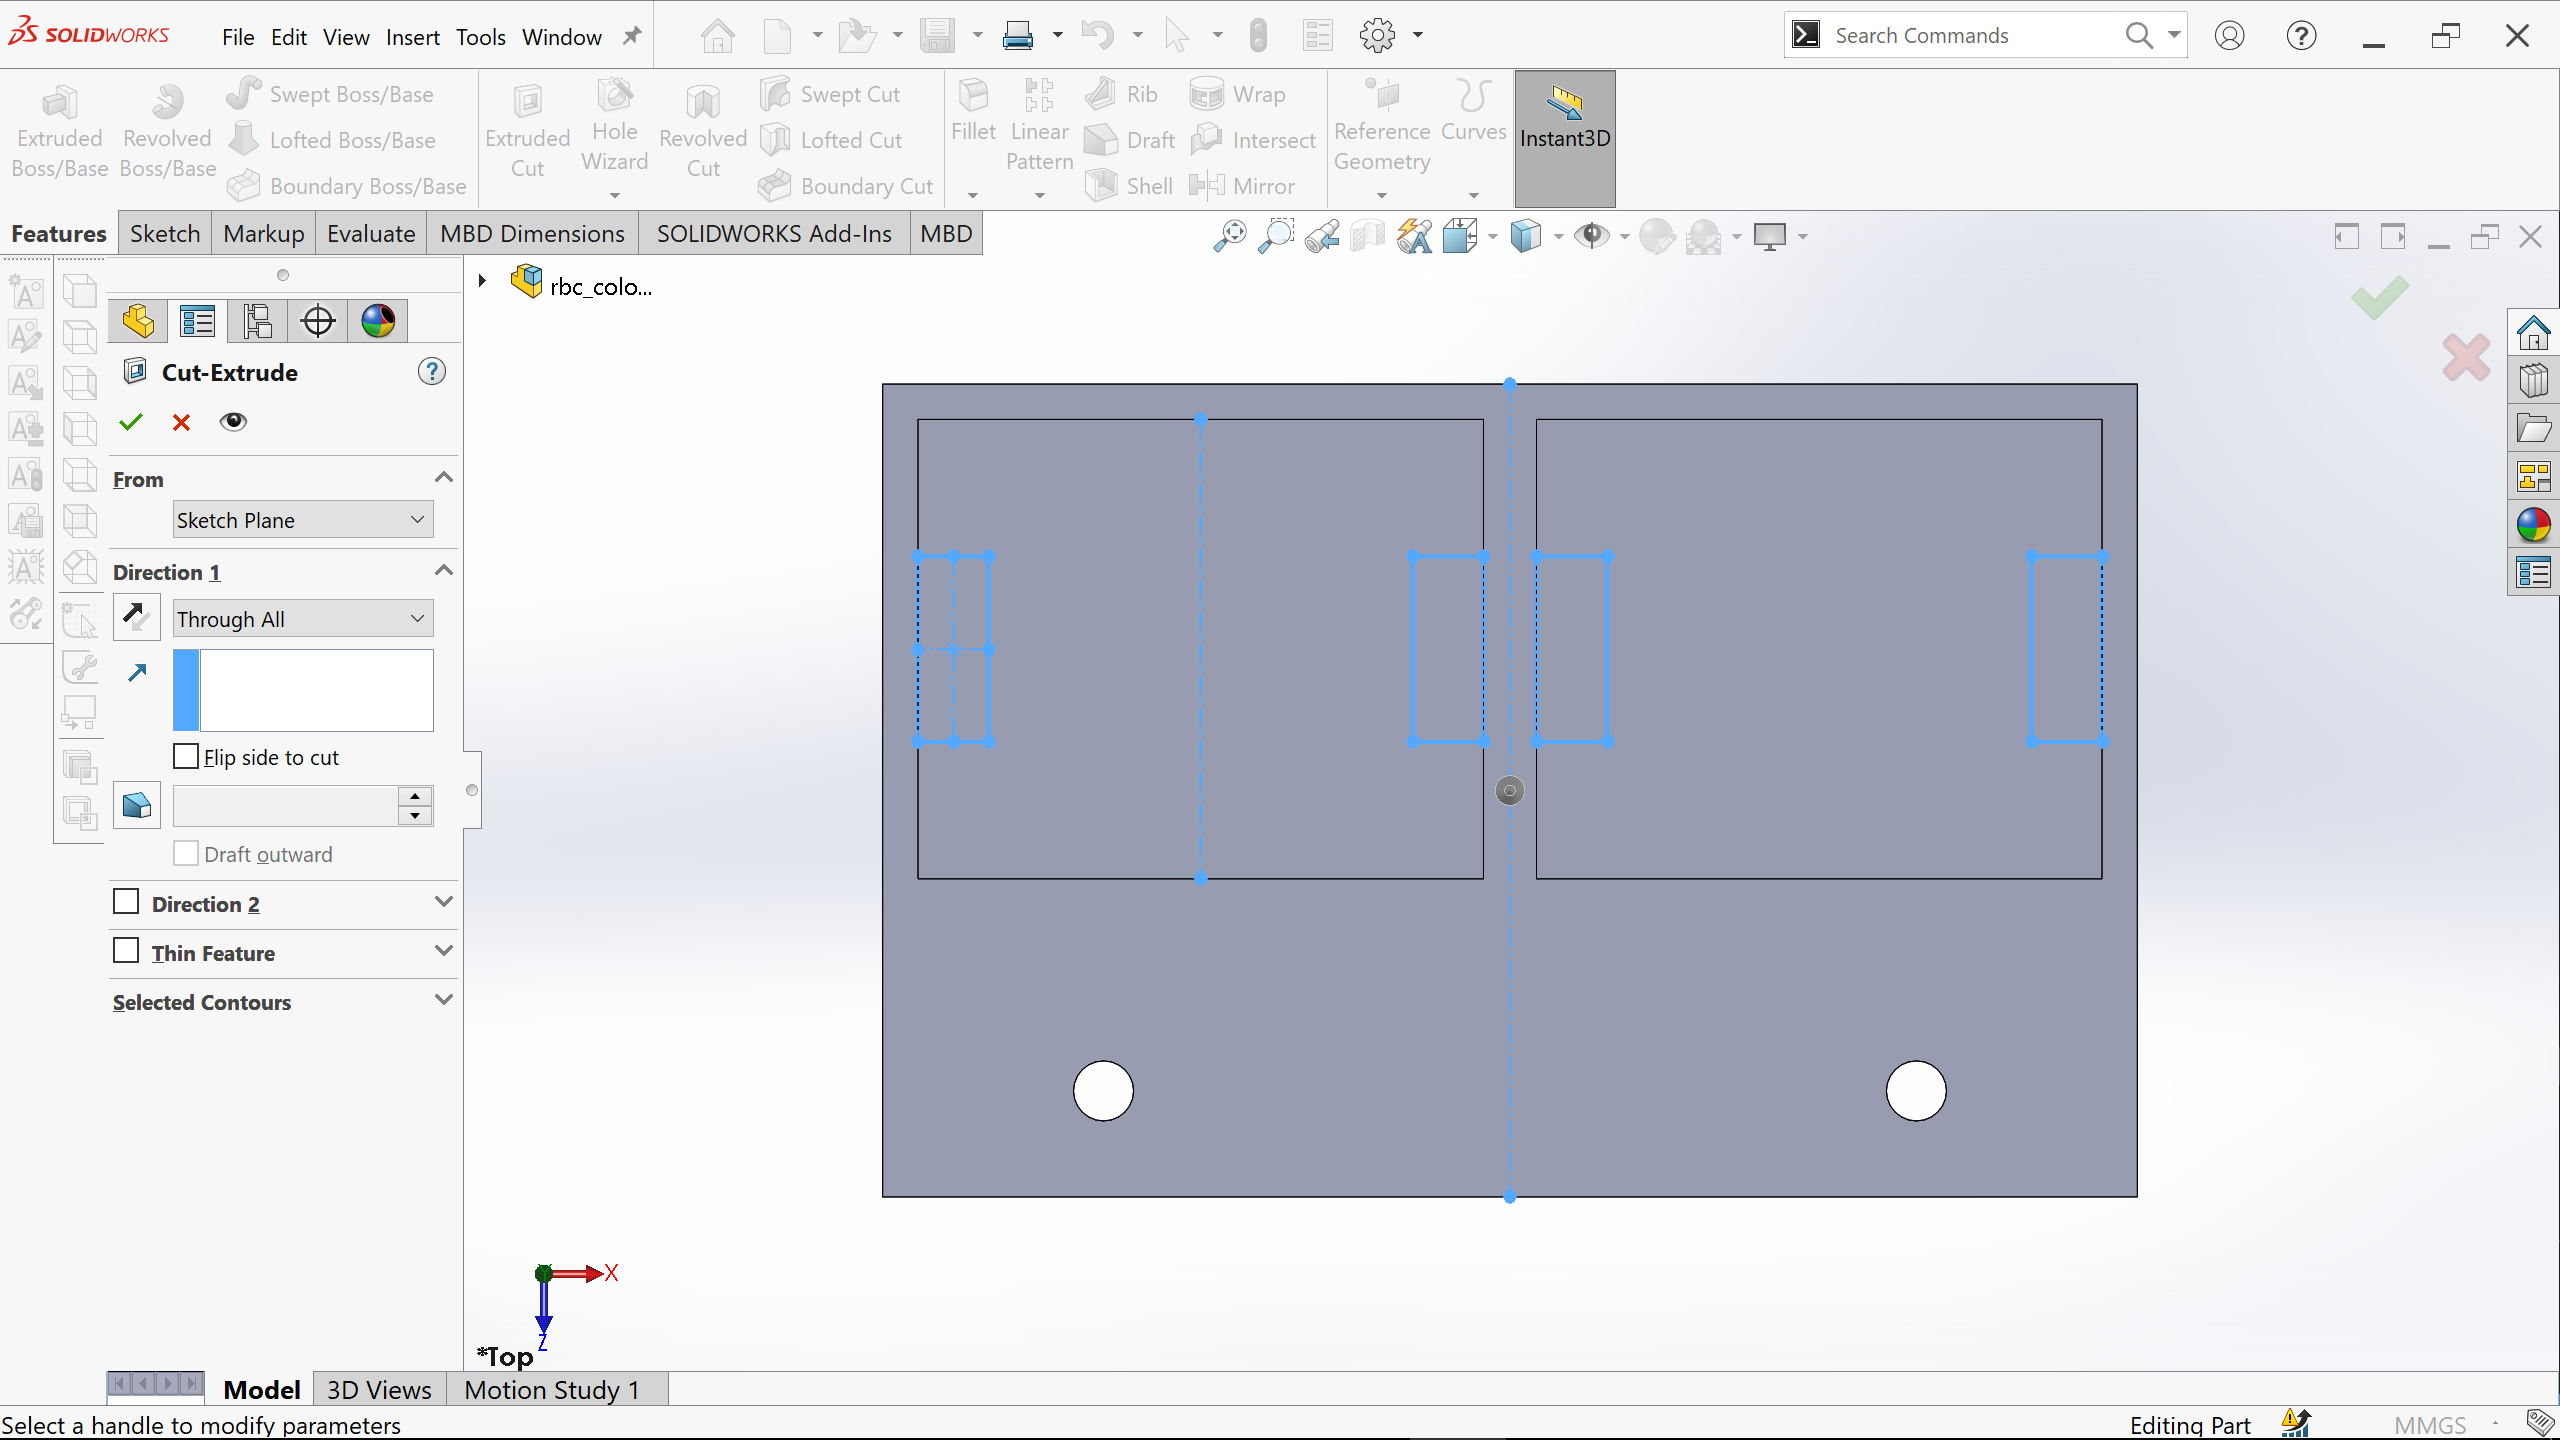 SOLIDWORKS
File Edit View Insert Tools Window
Search Commands
Extruded Boss/Base
Revolved Boss/Base
Swept Boss/Base
Lofted Boss/Base
Boundary Boss/Base
Extruded Cut
Hole Wizard
Revolved Cut
Swept Cut
Lofted Cut
Boundary Cut
Fillet
Linear Pattern
Rib
Draft
Shell
Wrap
Intersect
Mirror
Reference Geometry
Curves
Instant3D
Features Sketch Markup Evaluate MBD Dimensions SOLIDWORKS Add-Ins MBD
rbc_colo...
Cut-Extrude
From
Sketch Plane
Direction 1
Through All
Flip side to cut
Draft outward
Direction 2
Thin Feature
Selected Contours
X
Z
*Top
Model 3D Views Motion Study 1
Select a handle to modify parameters
Editing Part
MMGS